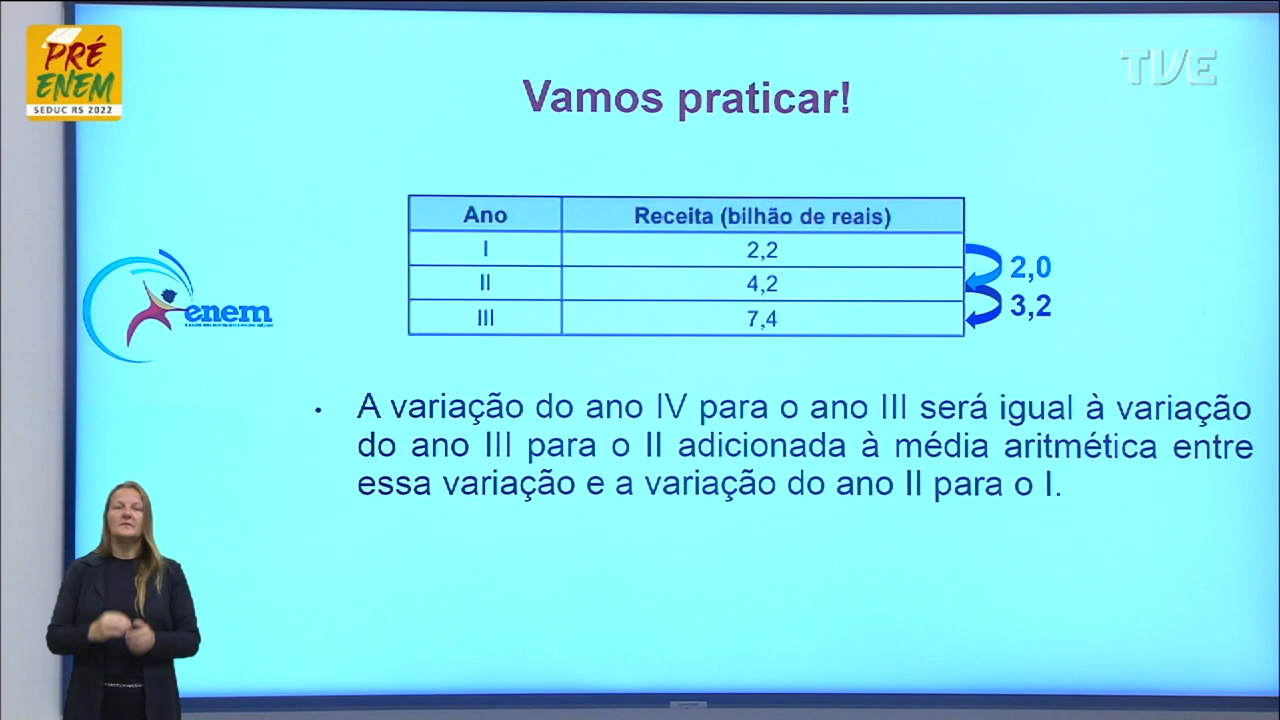 PRÉ
ENEM
SEDUC RS 2022
TVE
Vamos praticar!
Ano Receita (bilhão de reais)
I 2,2
II 4,2
III 7,4
2,0
3,2
enem
• A variação do ano IV para o ano III será igual à variação
do ano III para o II adicionada à média aritmética entre
essa variação e a variação do ano II para o I.